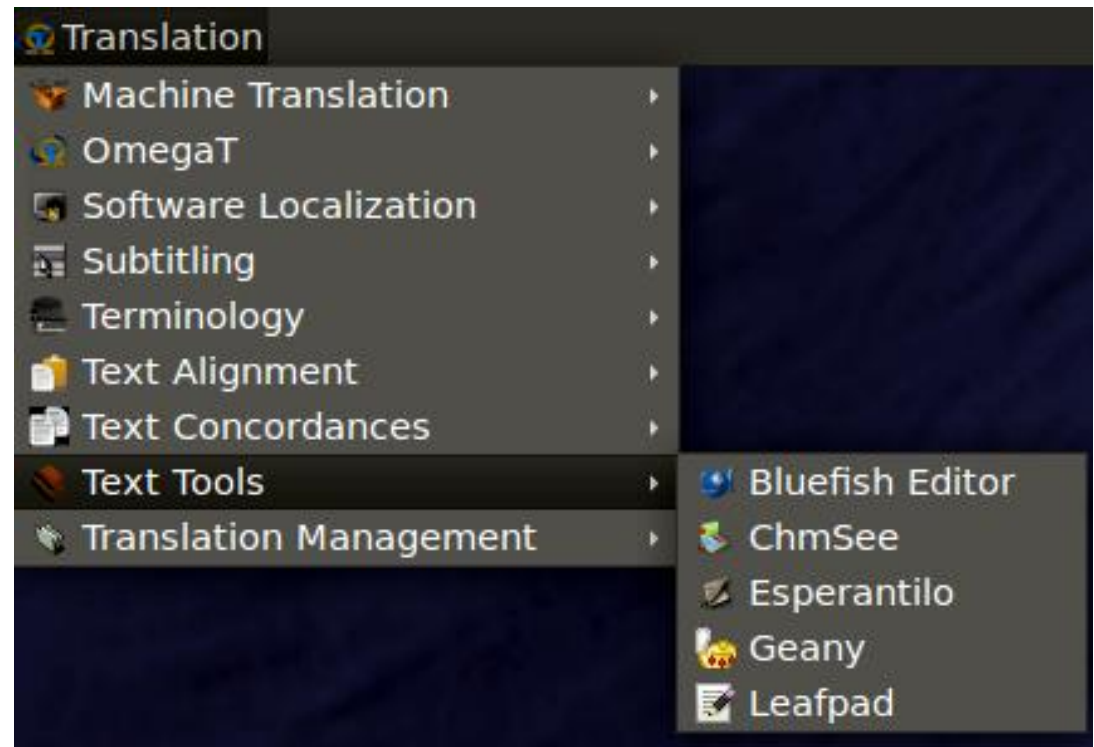 Translation
Machine Translation
OmegaT
Software Localization
Subtitling
Terminology
Text Alignment
Text Concordances
Text Tools
Translation Management
Bluefish Editor
ChmSee
Esperantilo
Geany
Leafpad